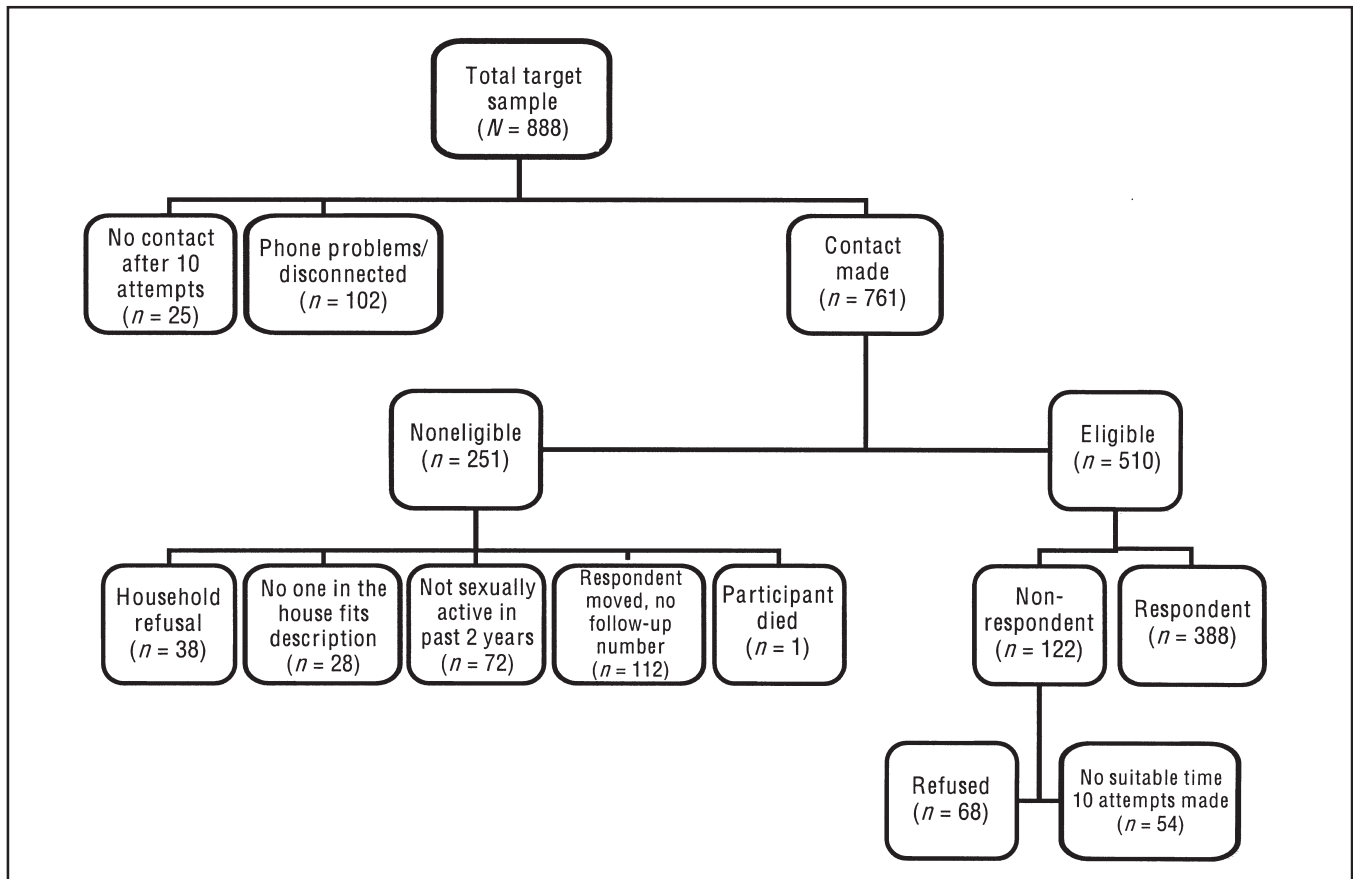 Total target
sample
(N = 888)
No contact
after 10
attempts
(n = 25)
Phone problems/
disconnected
(n = 102)
Contact
made
(n = 761)
Noneligible
(n = 251)
Eligible
(n = 510)
Household
refusal
(n = 38)
No one in the
house fits
description
(n = 28)
Not sexually
active in
past 2 years
(n = 72)
Respondent
moved, no
follow-up
number
(n = 112)
Participant
died
(n = 1)
Non-
respondent
(n = 122)
Respondent
(n = 388)
Refused
(n = 68)
No suitable time
10 attempts made
(n = 54)